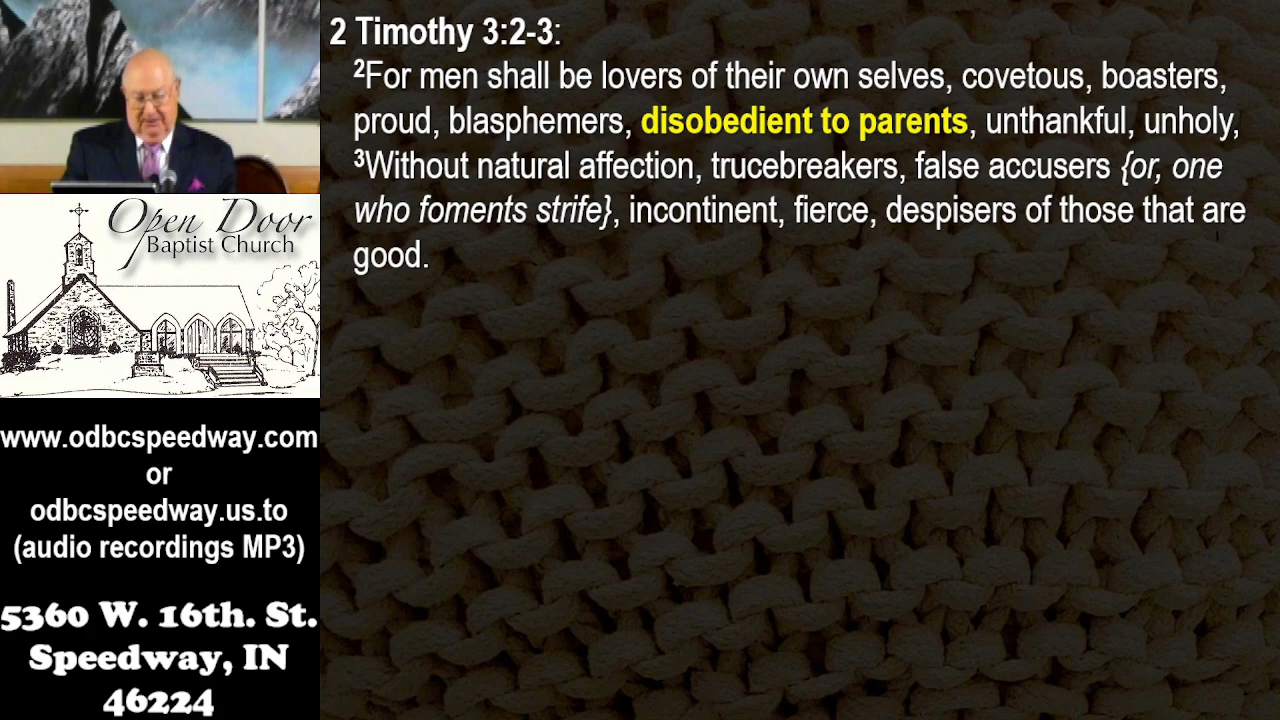 2 Timothy 3:2-3:
²For men shall be lovers of their own selves, covetous, boasters,
proud, blasphemers, disobedient to parents, unthankful, unholy,
³Without natural affection, trucebreakers, false accusers {or, one
who foments strife}, incontinent, fierce, despisers of those that are
good.
Open Door
Baptist Church
www.odbcspeedway.com
or
odbcspeedway.us.to
(audio recordings MP3)
5360 W. 16th. St.
Speedway, IN
46224